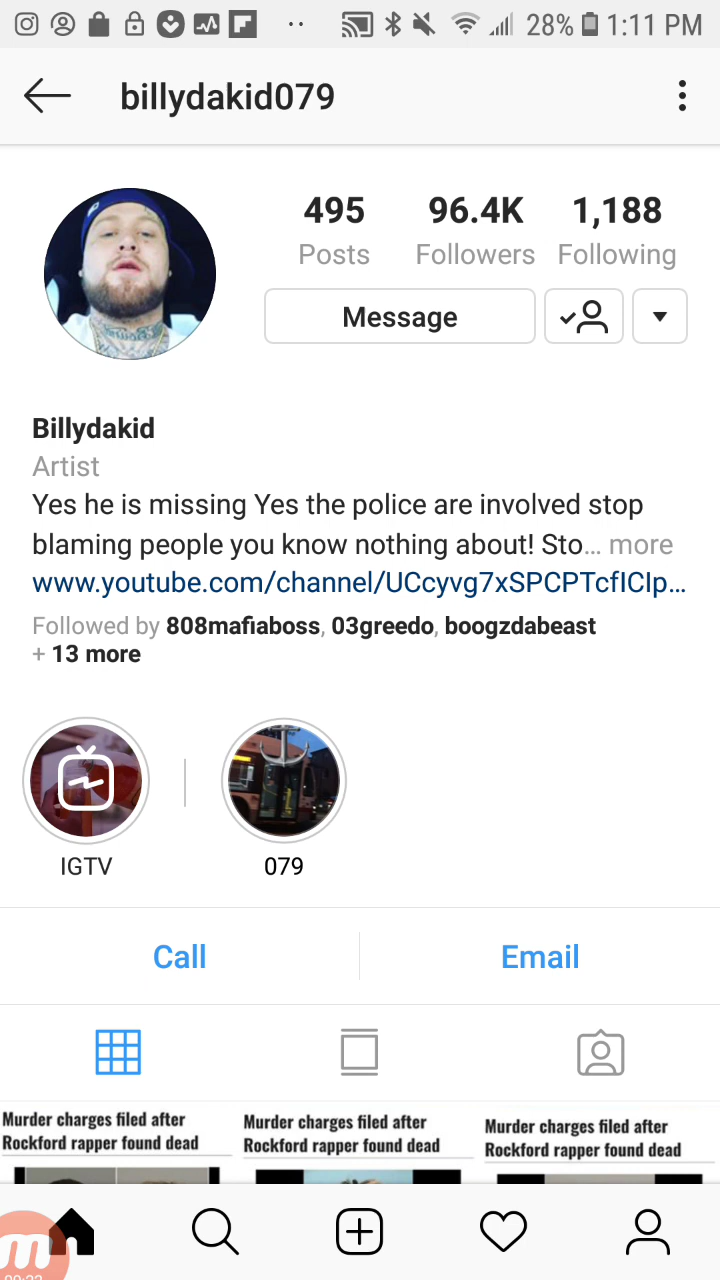 28% 1:11 PM
billydakid079
495 96.4K 1,188
Posts Followers Following
Message
Billydakid
Artist
Yes he is missing Yes the police are involved stop
blaming people you know nothing about! Sto... more
www.youtube.com/channel/UCcyvg7xSPCPTcfICIp...
Followed by 808mafiaboss, 03greedo, boogzdabeast
+ 13 more
IGTV 079
Call Email
Murder charges filed after
Rockford rapper found dead
Murder charges filed after
Rockford rapper found dead
Murder charges filed after
Rockford rapper found dead